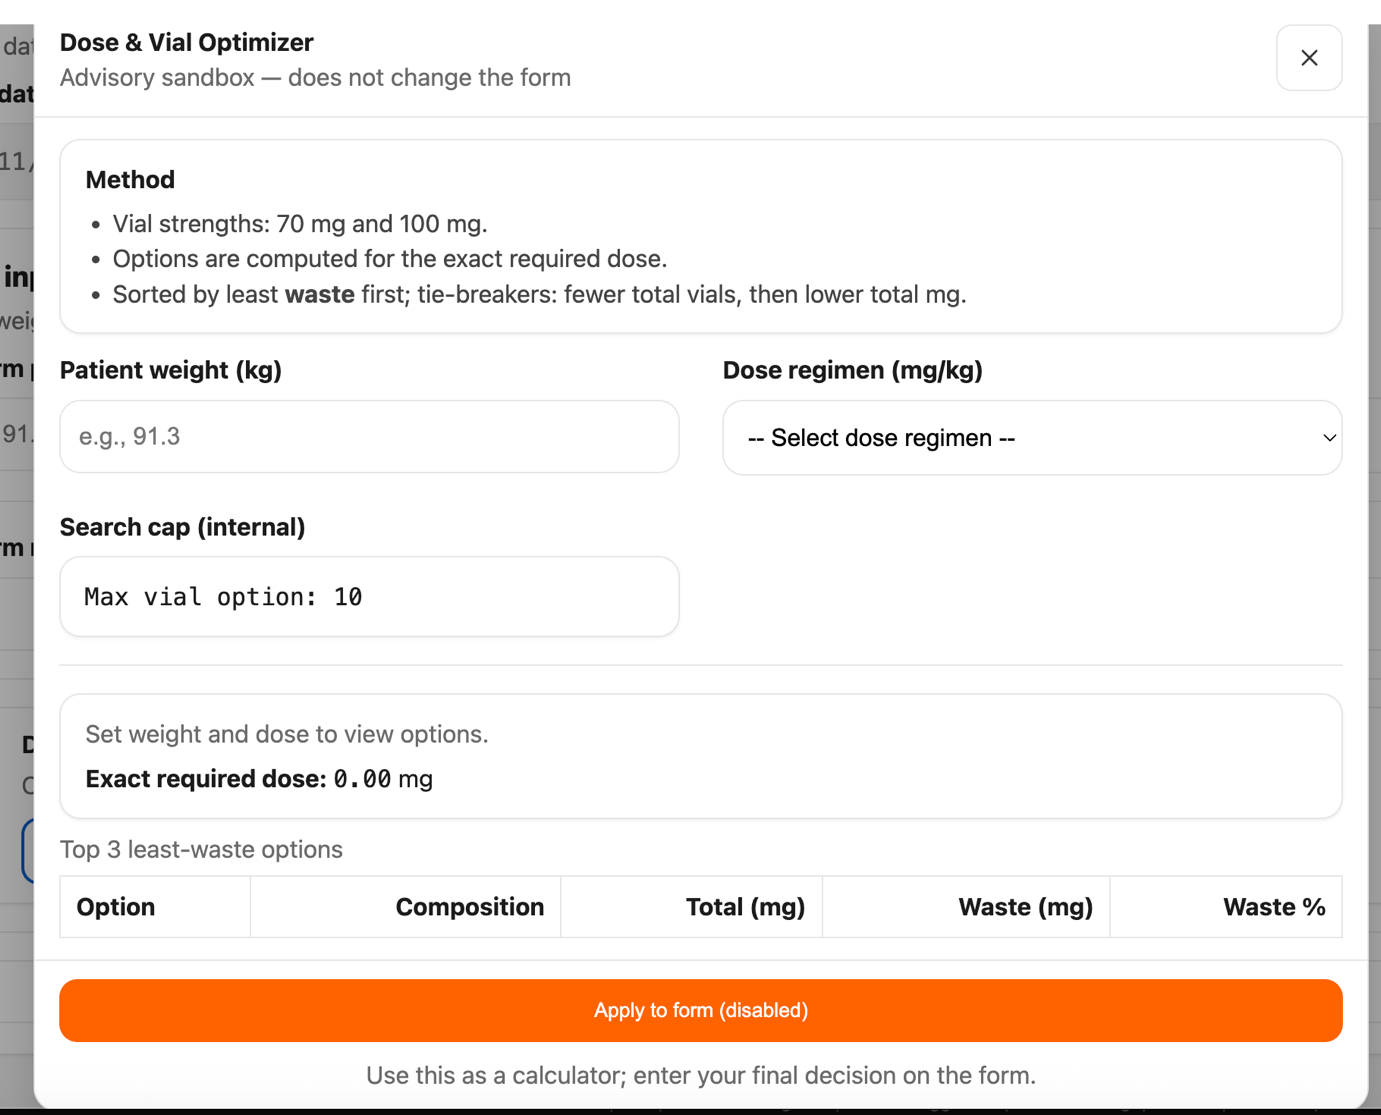 Dose & Vial Optimizer
Advisory sandbox — does not change the form
Method
• Vial strengths: 70 mg and 100 mg.
• Options are computed for the exact required dose.
• Sorted by least waste first; tie-breakers: fewer total vials, then lower total mg.
Patient weight (kg)
Dose regimen (mg/kg)
e.g., 91.3
-- Select dose regimen --
Search cap (internal)
Max vial option: 10
Set weight and dose to view options.
Exact required dose: 0.00 mg
Top 3 least-waste options
Option Composition Total (mg) Waste (mg) Waste %
Apply to form (disabled)
Use this as a calculator; enter your final decision on the form.